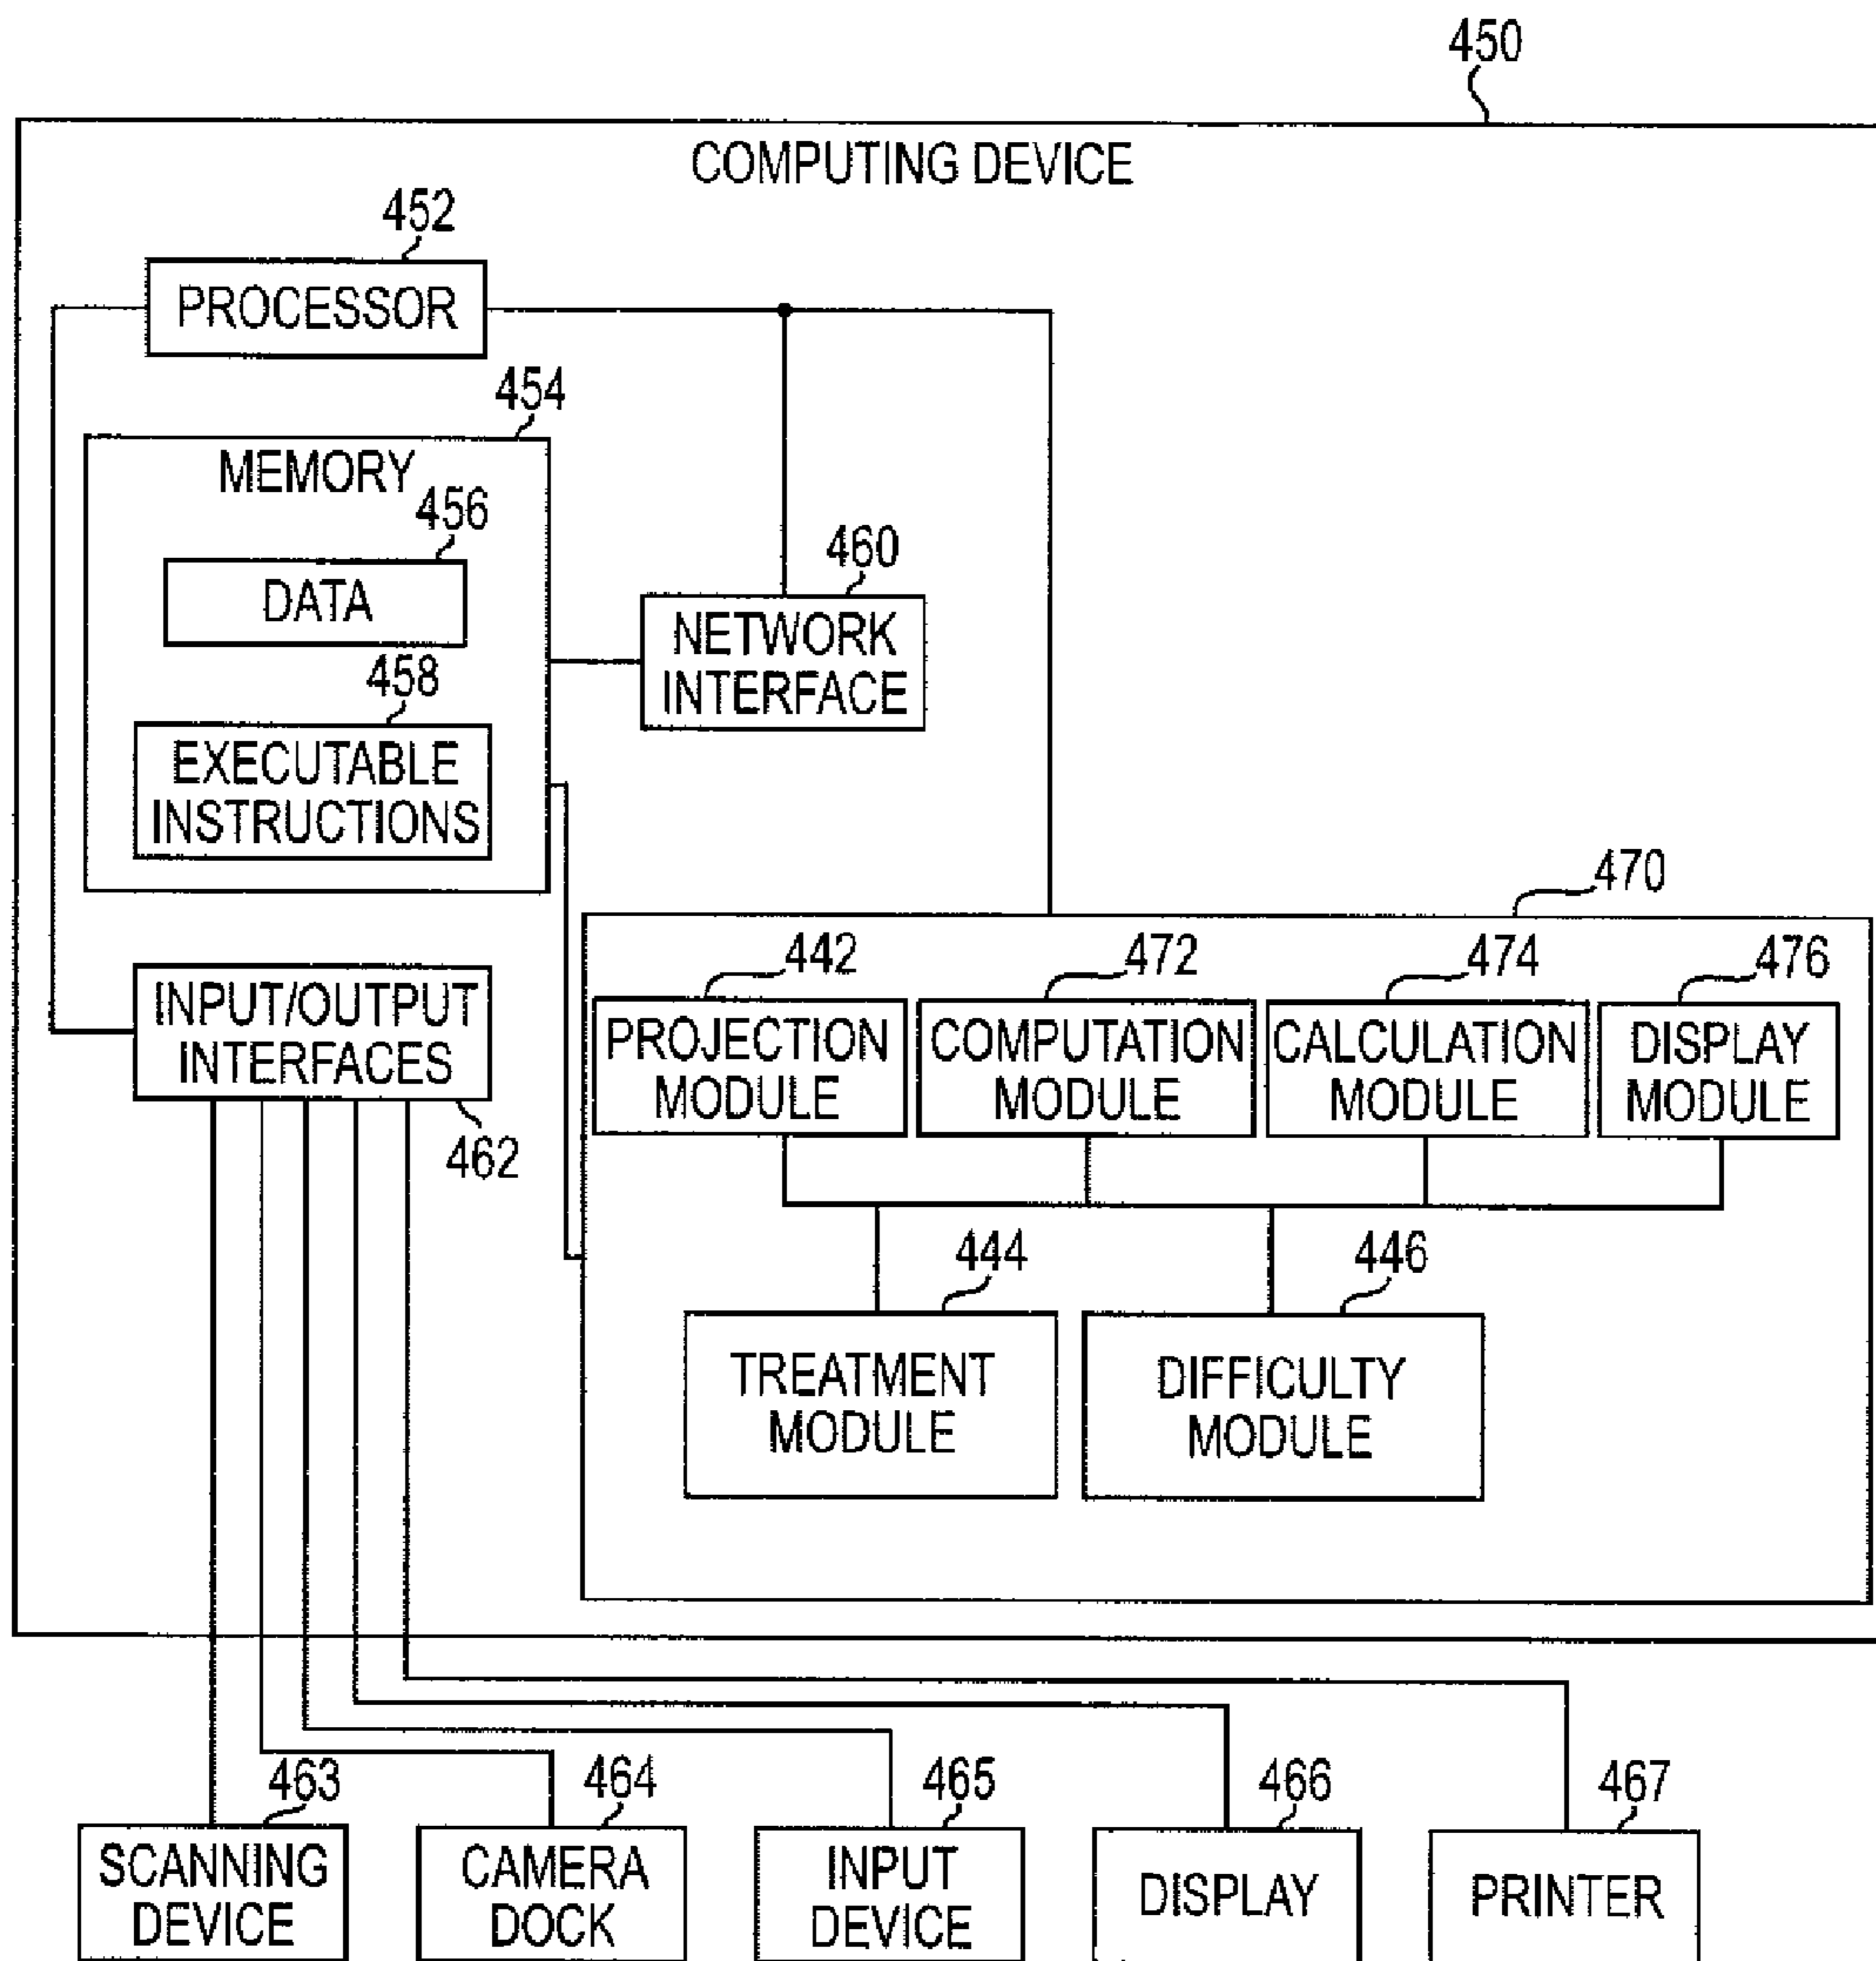 450
COMPUTING DEVICE
452
PROCESSOR
454
MEMORY
456
DATA
458
EXECUTABLE
INSTRUCTIONS
460
NETWORK
INTERFACE
INPUT/OUTPUT
INTERFACES
462
470
442
PROJECTION
MODULE
472
COMPUTATION
MODULE
474
CALCULATION
MODULE
476
DISPLAY
MODULE
444
TREATMENT
MODULE
446
DIFFICULTY
MODULE
463
SCANNING
DEVICE
464
CAMERA
DOCK
465
INPUT
DEVICE
466
DISPLAY
467
PRINTER